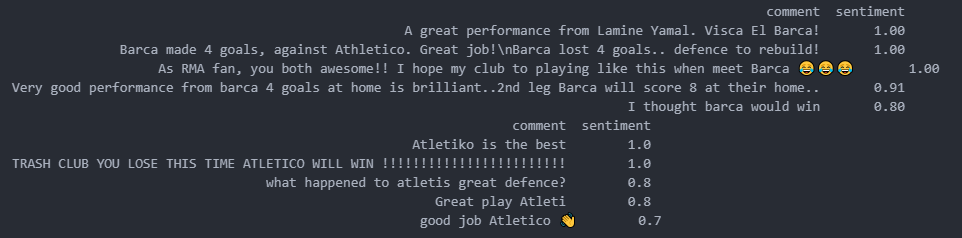 comment sentiment
A great performance from Lamine Yamal. Visca El Barca! 1.00
Barca made 4 goals, against Athletico. Great job!\nBarca lost 4 goals.. defence to rebuild! 1.00
As RMA fan, you both awesome!! I hope my club to playing like this when meet Barca 😂😂😂 1.00
Very good performance from barca 4 goals at home is brilliant..2nd leg Barca will score 8 at their home.. 0.91
I thought barca would win 0.80
comment sentiment
Atletiko is the best 1.0
TRASH CLUB YOU LOSE THIS TIME ATLETICO WILL WIN !!!!!!!!!!!!!!!!!!!!!!!! 1.0
what happened to atletis great defence? 0.8
Great play Atleti 0.8
good job Atletico 👏 0.7